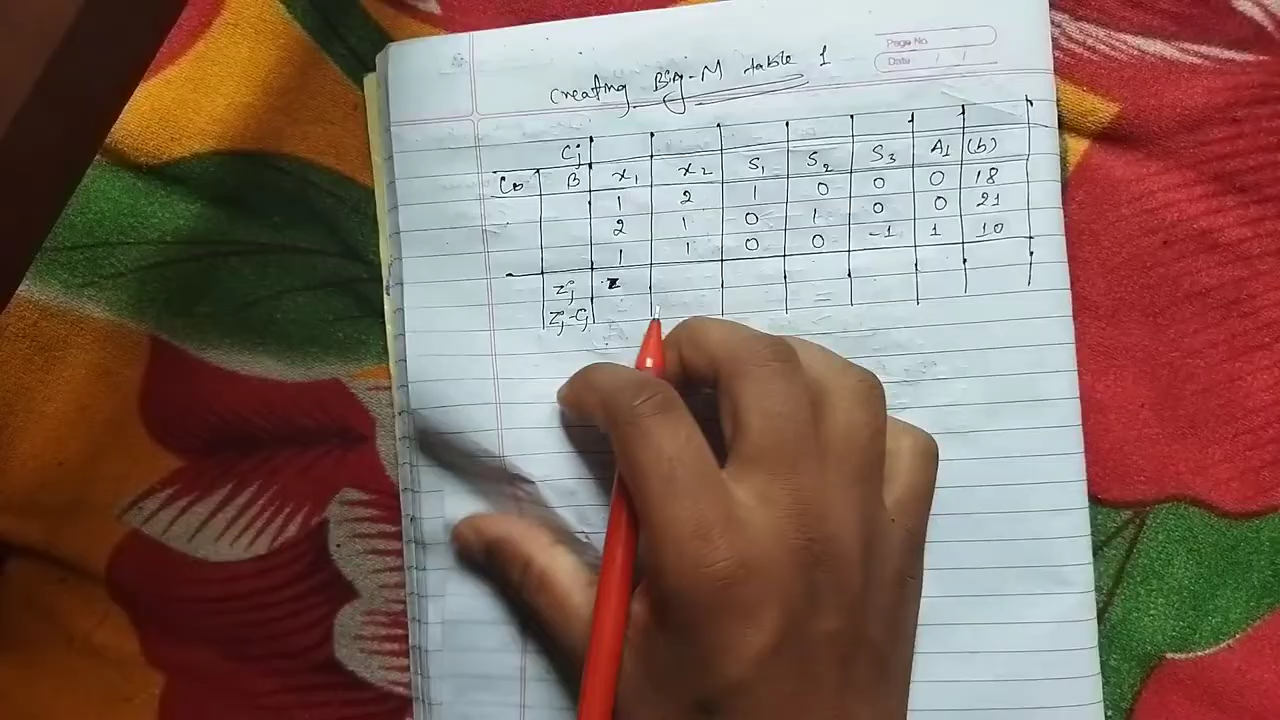 Page No.
Date / /
Creating Big-M table 1
Cj
CB B x₁ x₂ S₁ S₂ S₃ A₁ (b)
1 2 1 0 0 0 18
2 1 0 1 0 0 21
1 1 0 0 -1 1 10
Zj
Zj-Cj